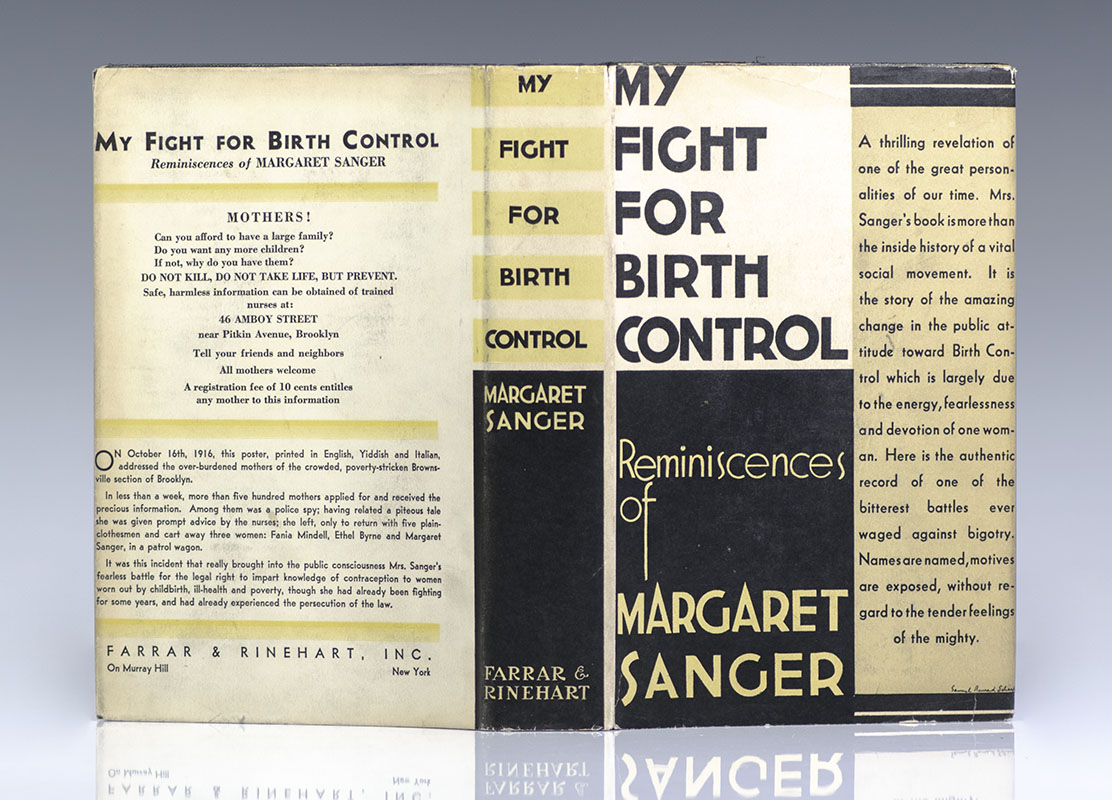 My Fight for Birth Control
Reminiscences of MARGARET SANGER
MOTHERS!
Can you afford to have a large family?
Do you want any more children?
If not, why do you have them?
DO NOT KILL, DO NOT TAKE LIFE, BUT PREVENT.
Safe, harmless information can be obtained of trained
nurses at:
46 AMBOY STREET
near Pitkin Avenue, Brooklyn
Tell your friends and neighbors
All mothers welcome
A registration fee of 10 cents entitles
any mother to this information
ON October 16th, 1916, this poster, printed in English, Yiddish and Italian,
addressed the over-burdened mothers of the crowded, poverty-stricken Browns-
ville section of Brooklyn.
In less than a week, more than five hundred mothers applied for and received the
precious information. Among them was a police spy; having related a piteous tale
she was given prompt advice by the nurses; she left, only to return with five plain-
clothesmen and cart away three women: Fania Mindell, Ethel Byrne and Margaret
Sanger, in a patrol wagon.
It was this incident that really brought into the public consciousness Mrs. Sanger's
fearless battle for the legal right to impart knowledge of contraception to women
worn out by childbirth, ill-health and poverty, though she had already been fighting
for some years, and had already experienced the persecution of the law.
FARRAR & RINEHART, INC.
On Murray Hill New York
MY
FIGHT
FOR
BIRTH
CONTROL
MARGARET
SANGER
FARRAR &
RINEHART
MY
FIGHT
FOR
BIRTH
CONTROL
Reminiscences
of
MARGARET
SANGER
A thrilling revelation of
one of the great person-
alities of our time. Mrs.
Sanger's book is more than
the inside history of a vital
social movement. It is
the story of the amazing
change in the public at-
titude toward Birth Con-
trol which is largely due
to the energy, fearlessness
and devotion of one wom-
an. Here is the authentic
record of one of the
bitterest battles ever
waged against bigotry.
Names are named, motives
are exposed, without re-
gard to the tender feelings
of the mighty.